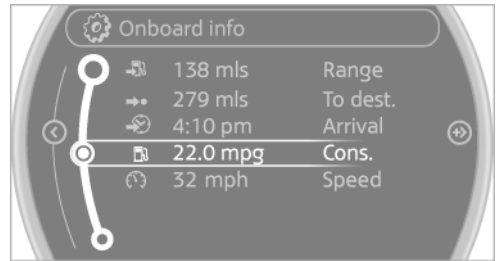 Onboard info
138 mls Range
279 mls To dest.
4:10 pm Arrival
22.0 mpg Cons.
32 mph Speed